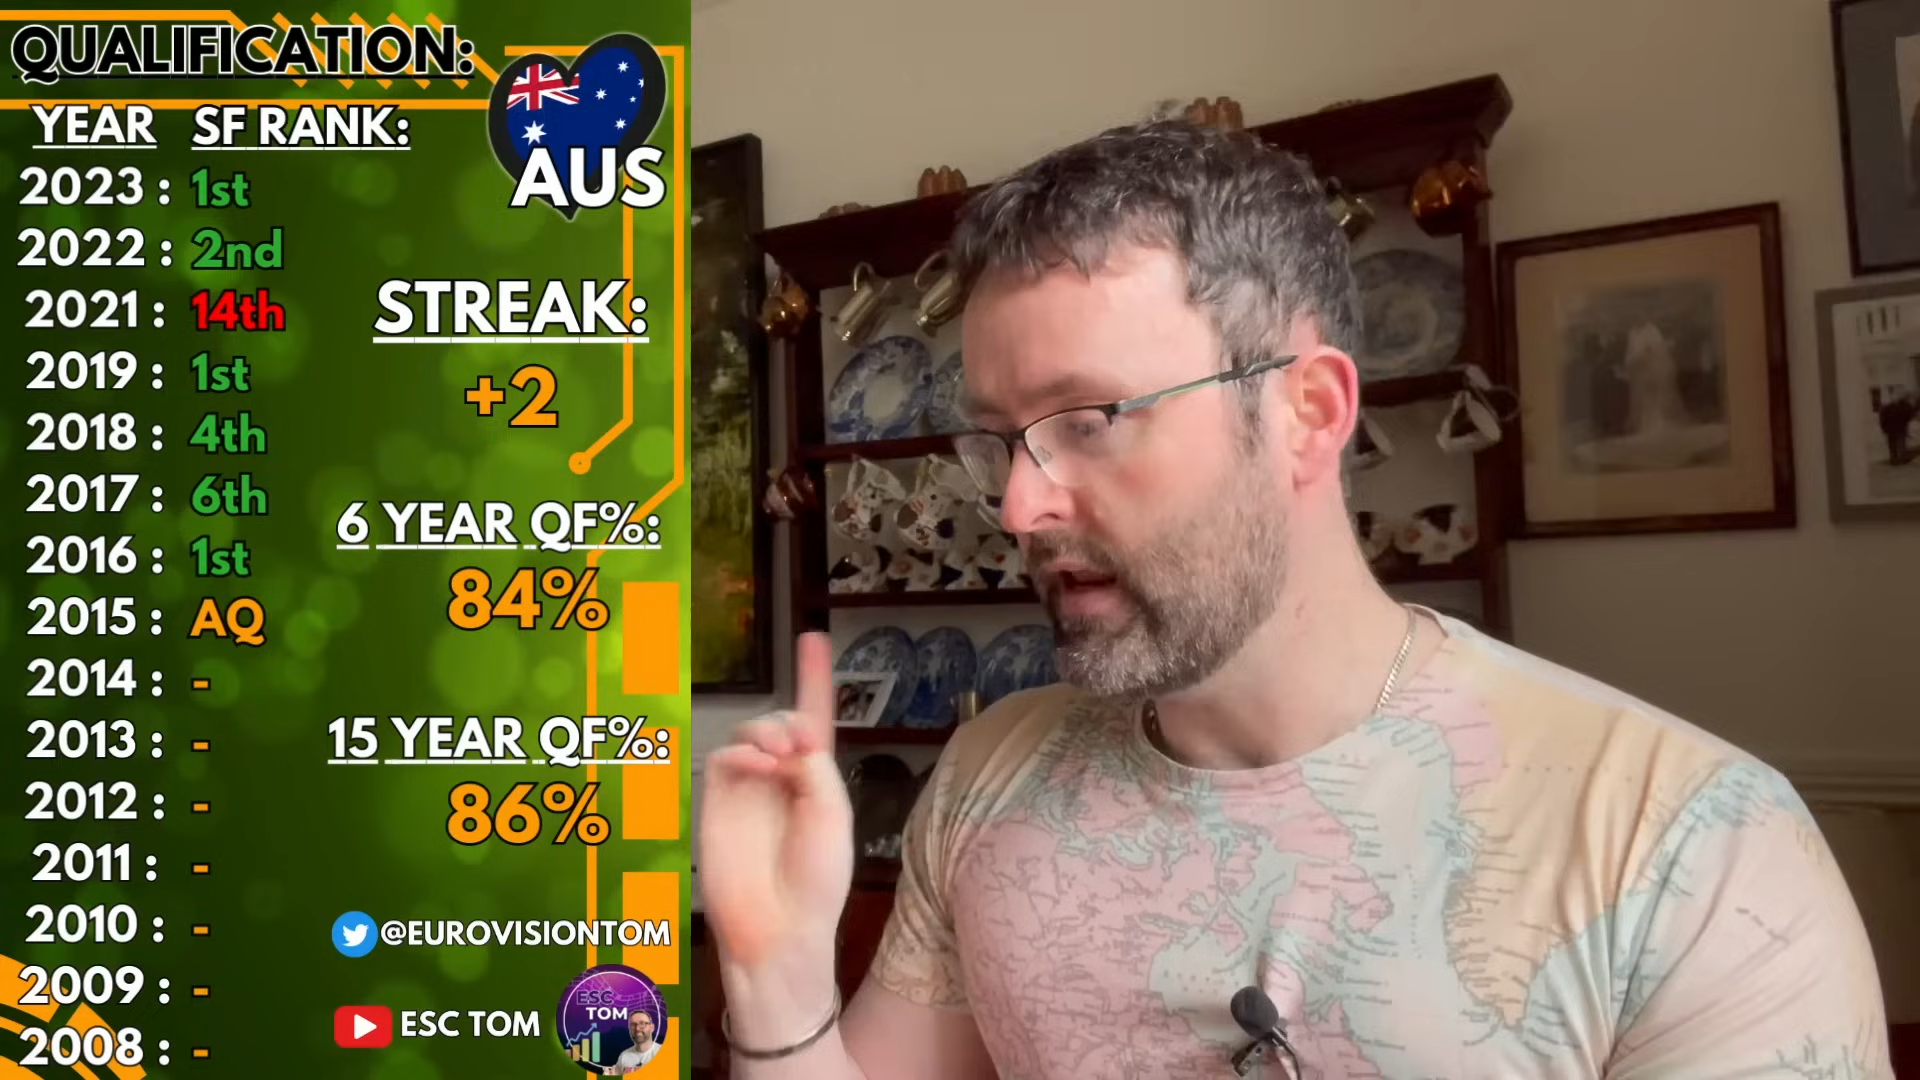 QUALIFICATION:
YEAR SF RANK:
AUS
2023 : 1st
2022 : 2nd
2021 : 14th
2019 : 1st
2018 : 4th
2017 : 6th
2016 : 1st
2015 : AQ
2014 : -
2013 : -
2012 : -
2011 : -
2010 : -
2009 : -
2008 : -
STREAK:
+2
6 YEAR QF%:
84%
15 YEAR QF%:
86%
@EUROVISIONTOM
ESC TOM
ESC
TOM